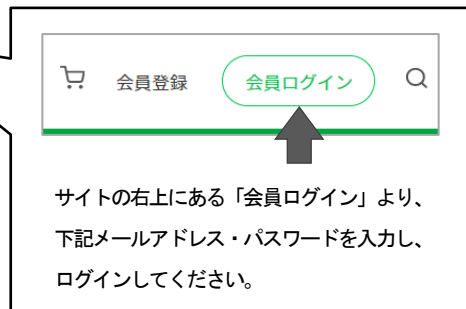 会員登録 会員ログイン
サイトの右上にある「会員ログイン」より、
下記メールアドレス・パスワードを入力し、
ログインしてください。